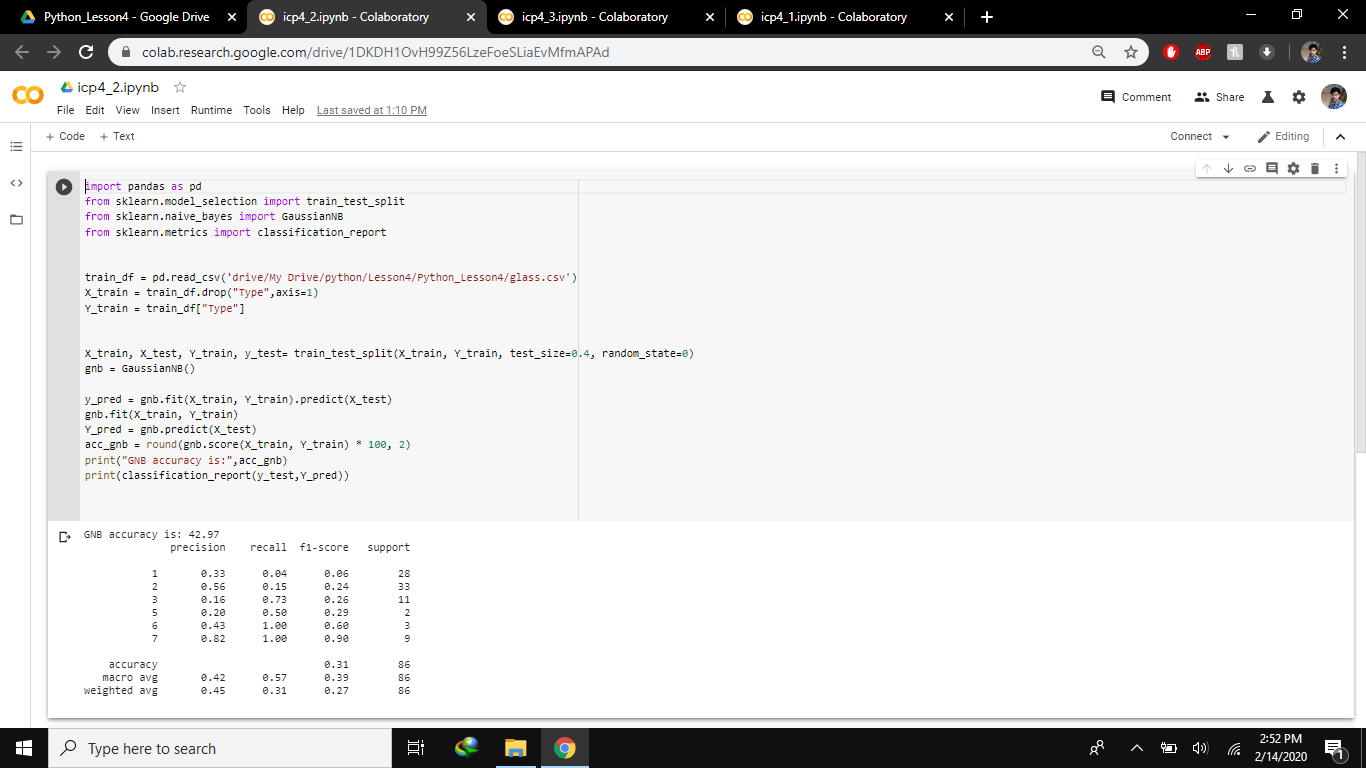 Python_Lesson4 - Google Drive
icp4_2.ipynb - Colaboratory
icp4_3.ipynb - Colaboratory
icp4_1.ipynb - Colaboratory
colab.research.google.com/drive/1DKDH1OvH99Z56LzeFoeSLiaEvMfmAPAd
ABP
icp4_2.ipynb
File Edit View Insert Runtime Tools Help Last saved at 1:10 PM
Comment Share
+ Code + Text
Connect Editing
import pandas as pd
from sklearn.model_selection import train_test_split
from sklearn.naive_bayes import GaussianNB
from sklearn.metrics import classification_report
train_df = pd.read_csv('drive/My Drive/python/Lesson4/Python_Lesson4/glass.csv')
X_train = train_df.drop("Type",axis=1)
Y_train = train_df["Type"]
X_train, X_test, Y_train, y_test= train_test_split(X_train, Y_train, test_size=0.4, random_state=0)
gnb = GaussianNB()
y_pred = gnb.fit(X_train, Y_train).predict(X_test)
gnb.fit(X_train, Y_train)
Y_pred = gnb.predict(X_test)
acc_gnb = round(gnb.score(X_train, Y_train) * 100, 2)
print("GNB accuracy is:",acc_gnb)
print(classification_report(y_test,Y_pred))
GNB accuracy is: 42.97
precision recall f1-score support
1 0.33 0.04 0.06 28
2 0.56 0.15 0.24 33
3 0.16 0.73 0.26 11
5 0.20 0.50 0.29 2
6 0.43 1.00 0.60 3
7 0.82 1.00 0.90 9
accuracy 0.31 86
macro avg 0.42 0.57 0.39 86
weighted avg 0.45 0.31 0.27 86
Type here to search
2:52 PM
2/14/2020
1